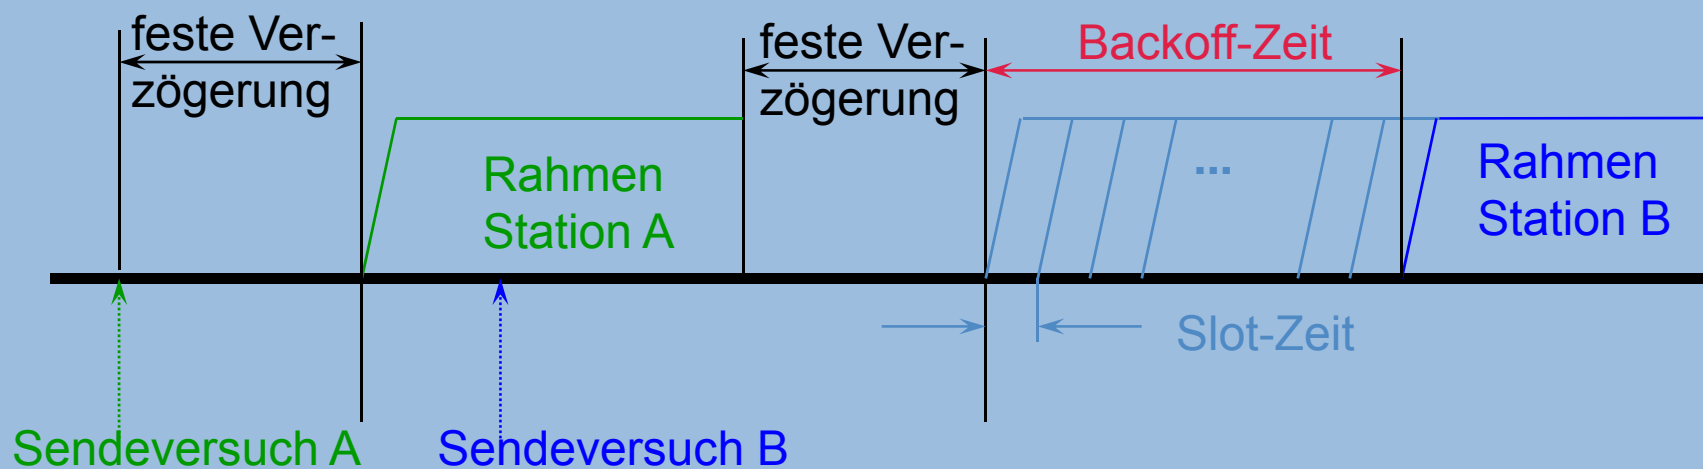 feste Ver-
zögerung
feste Ver-
zögerung
Backoff-Zeit
Rahmen
Station A
...
Rahmen
Station B
Slot-Zeit
Sendeversuch A
Sendeversuch B